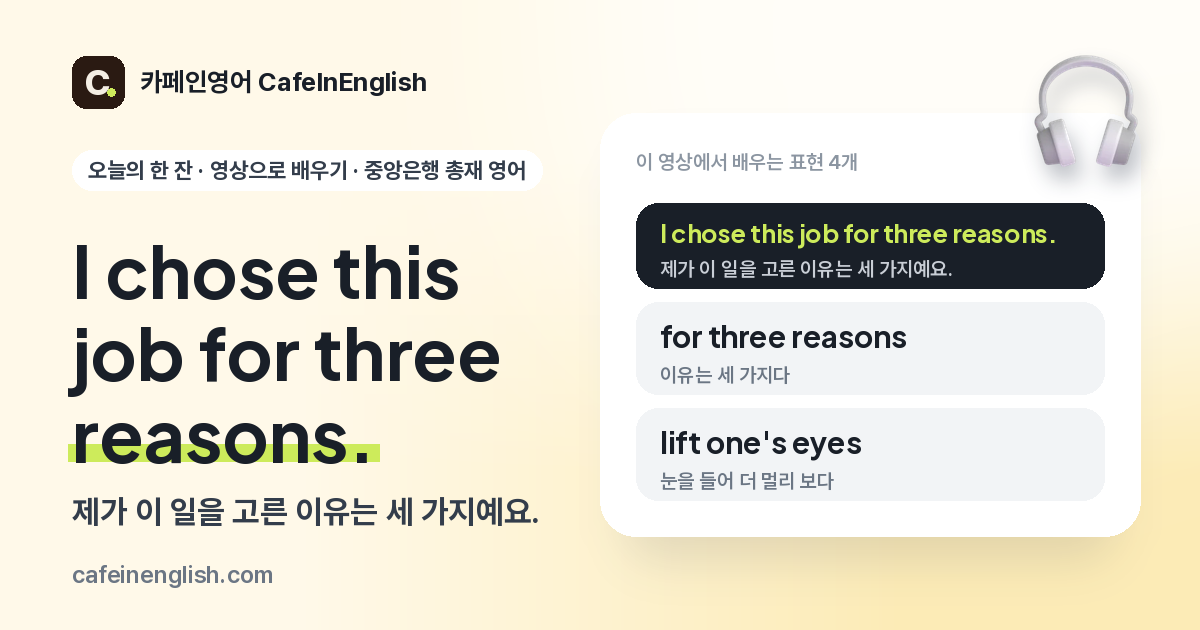 C
카페인영어 CafeInEnglish
오늘의 한 잔 · 영상으로 배우기 · 중앙은행 총재 영어
I chose this
job for three
reasons.
제가 이 일을 고른 이유는 세 가지예요.
cafeinenglish.com
이 영상에서 배우는 표현 4개
I chose this job for three reasons.
제가 이 일을 고른 이유는 세 가지예요.
for three reasons
이유는 세 가지다
lift one's eyes
눈을 들어 더 멀리 보다